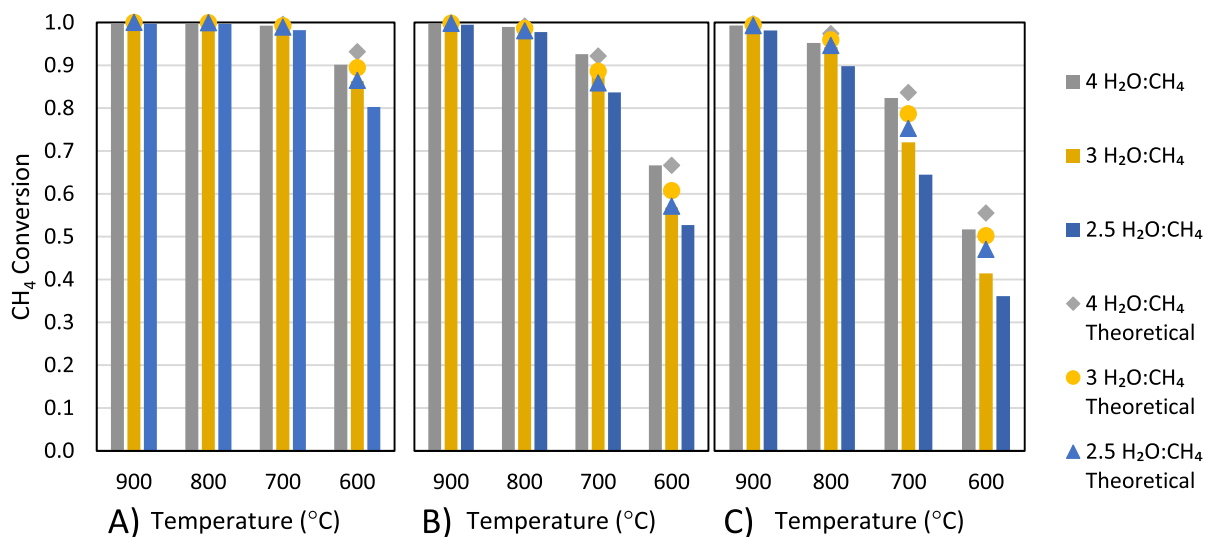 CH₄ Conversion
1.0
0.9
0.8
0.7
0.6
0.5
0.4
0.3
0.2
0.1
0.0
900 800 700 600
900 800 700 600
900 800 700 600
A) Temperature (°C)
B) Temperature (°C)
C) Temperature (°C)
4 H₂O:CH₄
3 H₂O:CH₄
2.5 H₂O:CH₄
4 H₂O:CH₄
Theoretical
3 H₂O:CH₄
Theoretical
2.5 H₂O:CH₄
Theoretical